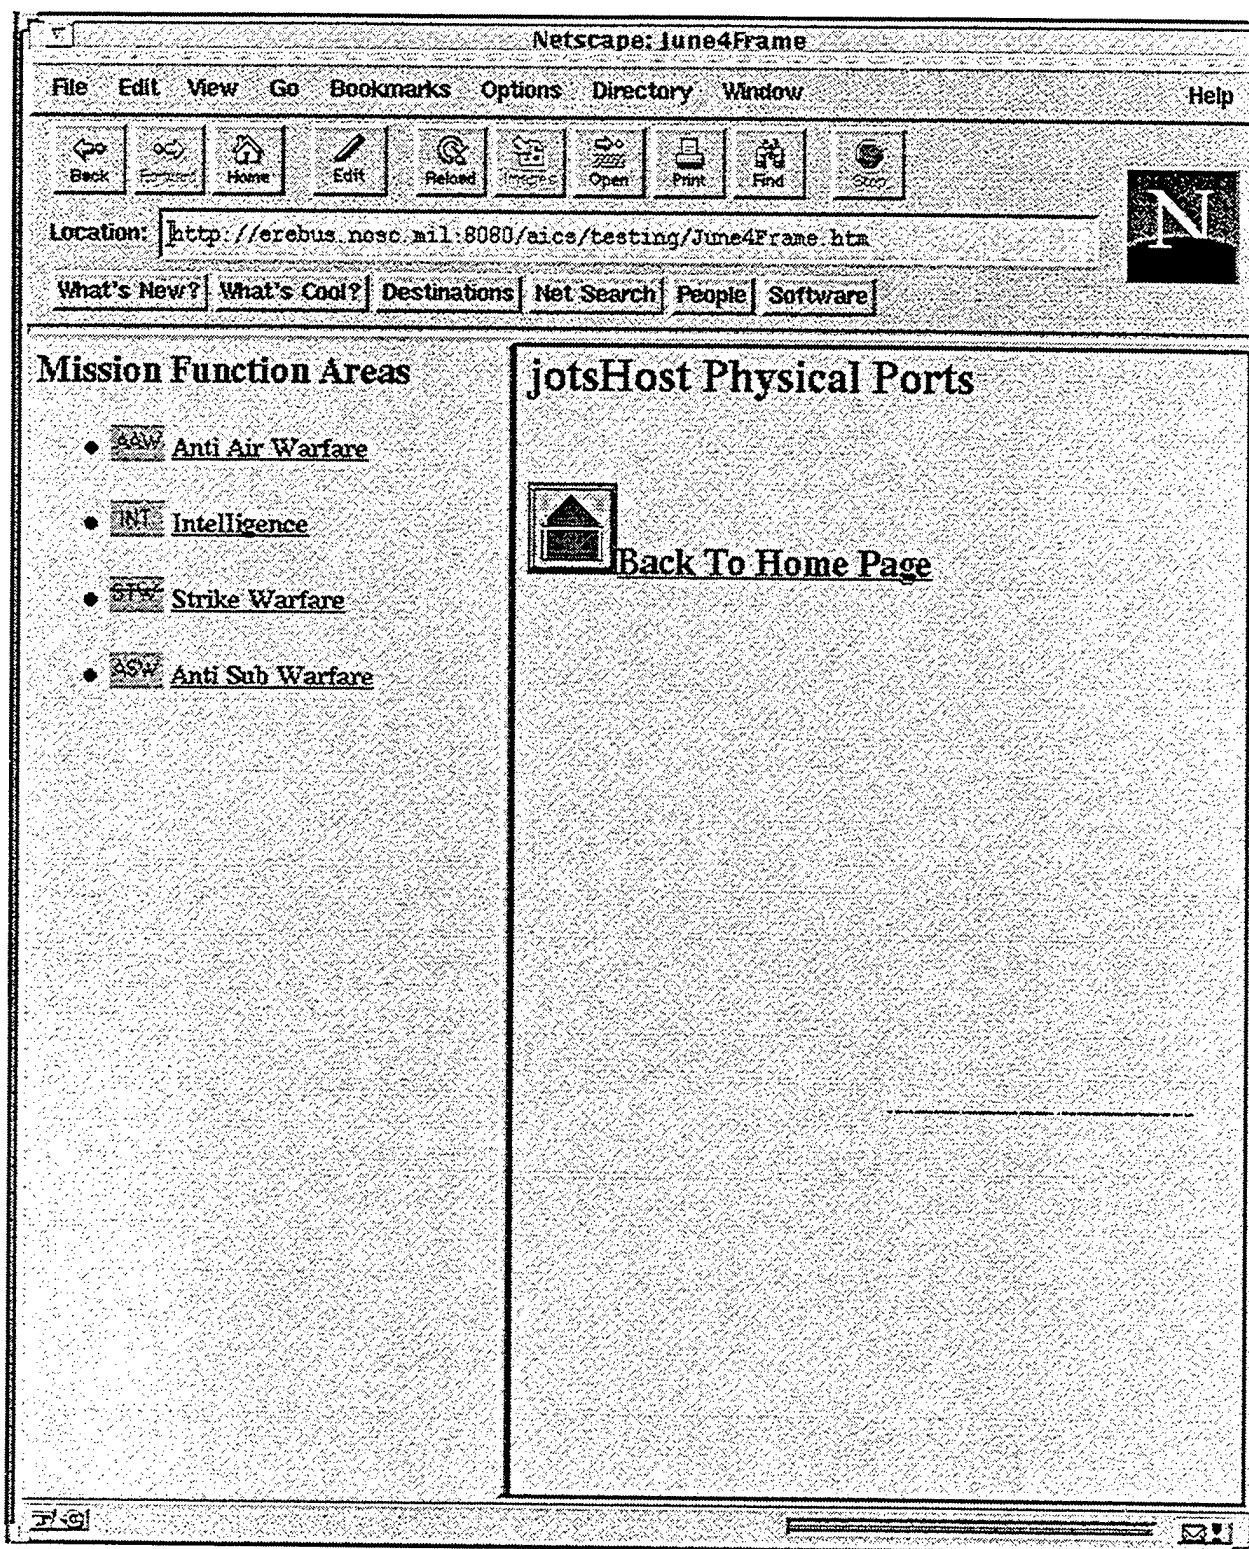 Netscape: June4Frame
File Edit View Go Bookmarks Options Directory Window Help
Back Forward Home Edit Reload Images Open Print Find Stop
Location: http://erebus.nosc.mil:8080/aics/testing/June4Frame.htm
N
What's New? What's Cool? Destinations Net Search People Software
Mission Function Areas
AAW Anti Air Warfare
INT Intelligence
STW Strike Warfare
ASW Anti Sub Warfare
jotsHost Physical Ports
Back To Home Page